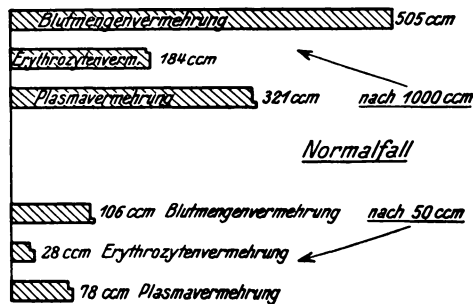 Blutmengenvermehrung 505 ccm
Erythrozytenverm. 184 ccm
Plasmavermehrung 321 ccm nach 1000 ccm
Normalfall
106 ccm Blutmengenvermehrung nach 50 ccm
28 ccm Erythrozytenvermehrung
78 ccm Plasmavermehrung